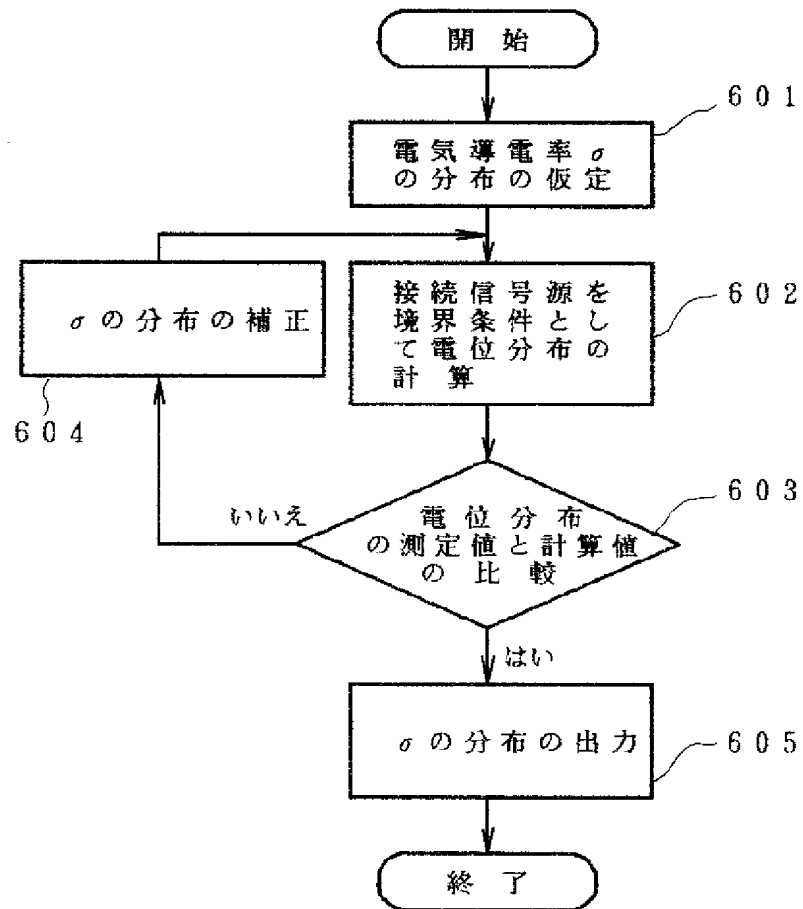 開始
601
電気導電率σ
の分布の仮定
接続信号源を
境界条件とし
て電位分布の
計算
602
σの分布の補正
604
電位分布
の測定値と計算値
の比較
603
いいえ
はい
σの分布の出力
605
終了